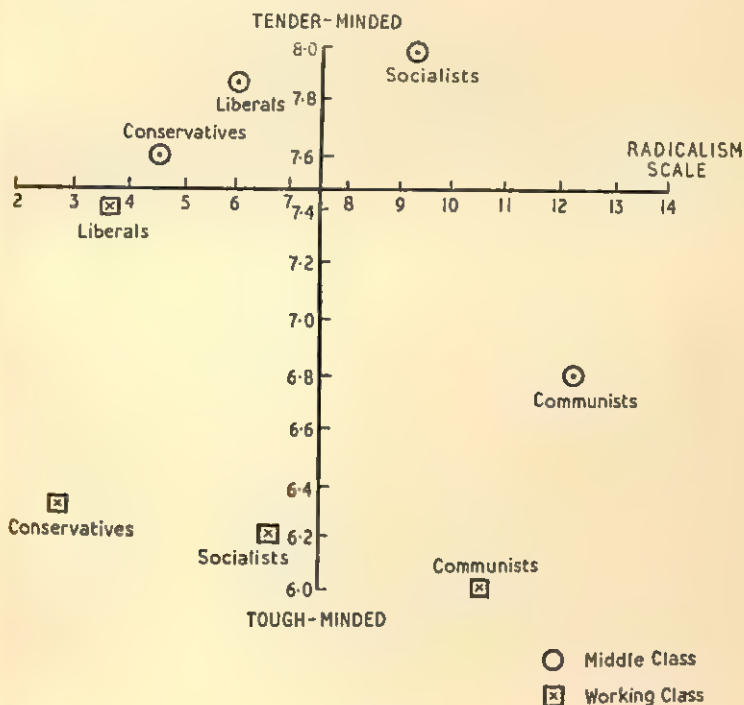 TENDER-MINDED
8·0
Socialists
Liberals
7·8
Conservatives
7·6
RADICALISM
SCALE
2 3 4 5 6 7 8 9 10 11 12 13 14
7·4
Liberals
7·2
7·0
6·8
Communists
6·6
6·4
Conservatives
6·2
Socialists
Communists
6·0
TOUGH-MINDED
Middle Class
Working Class